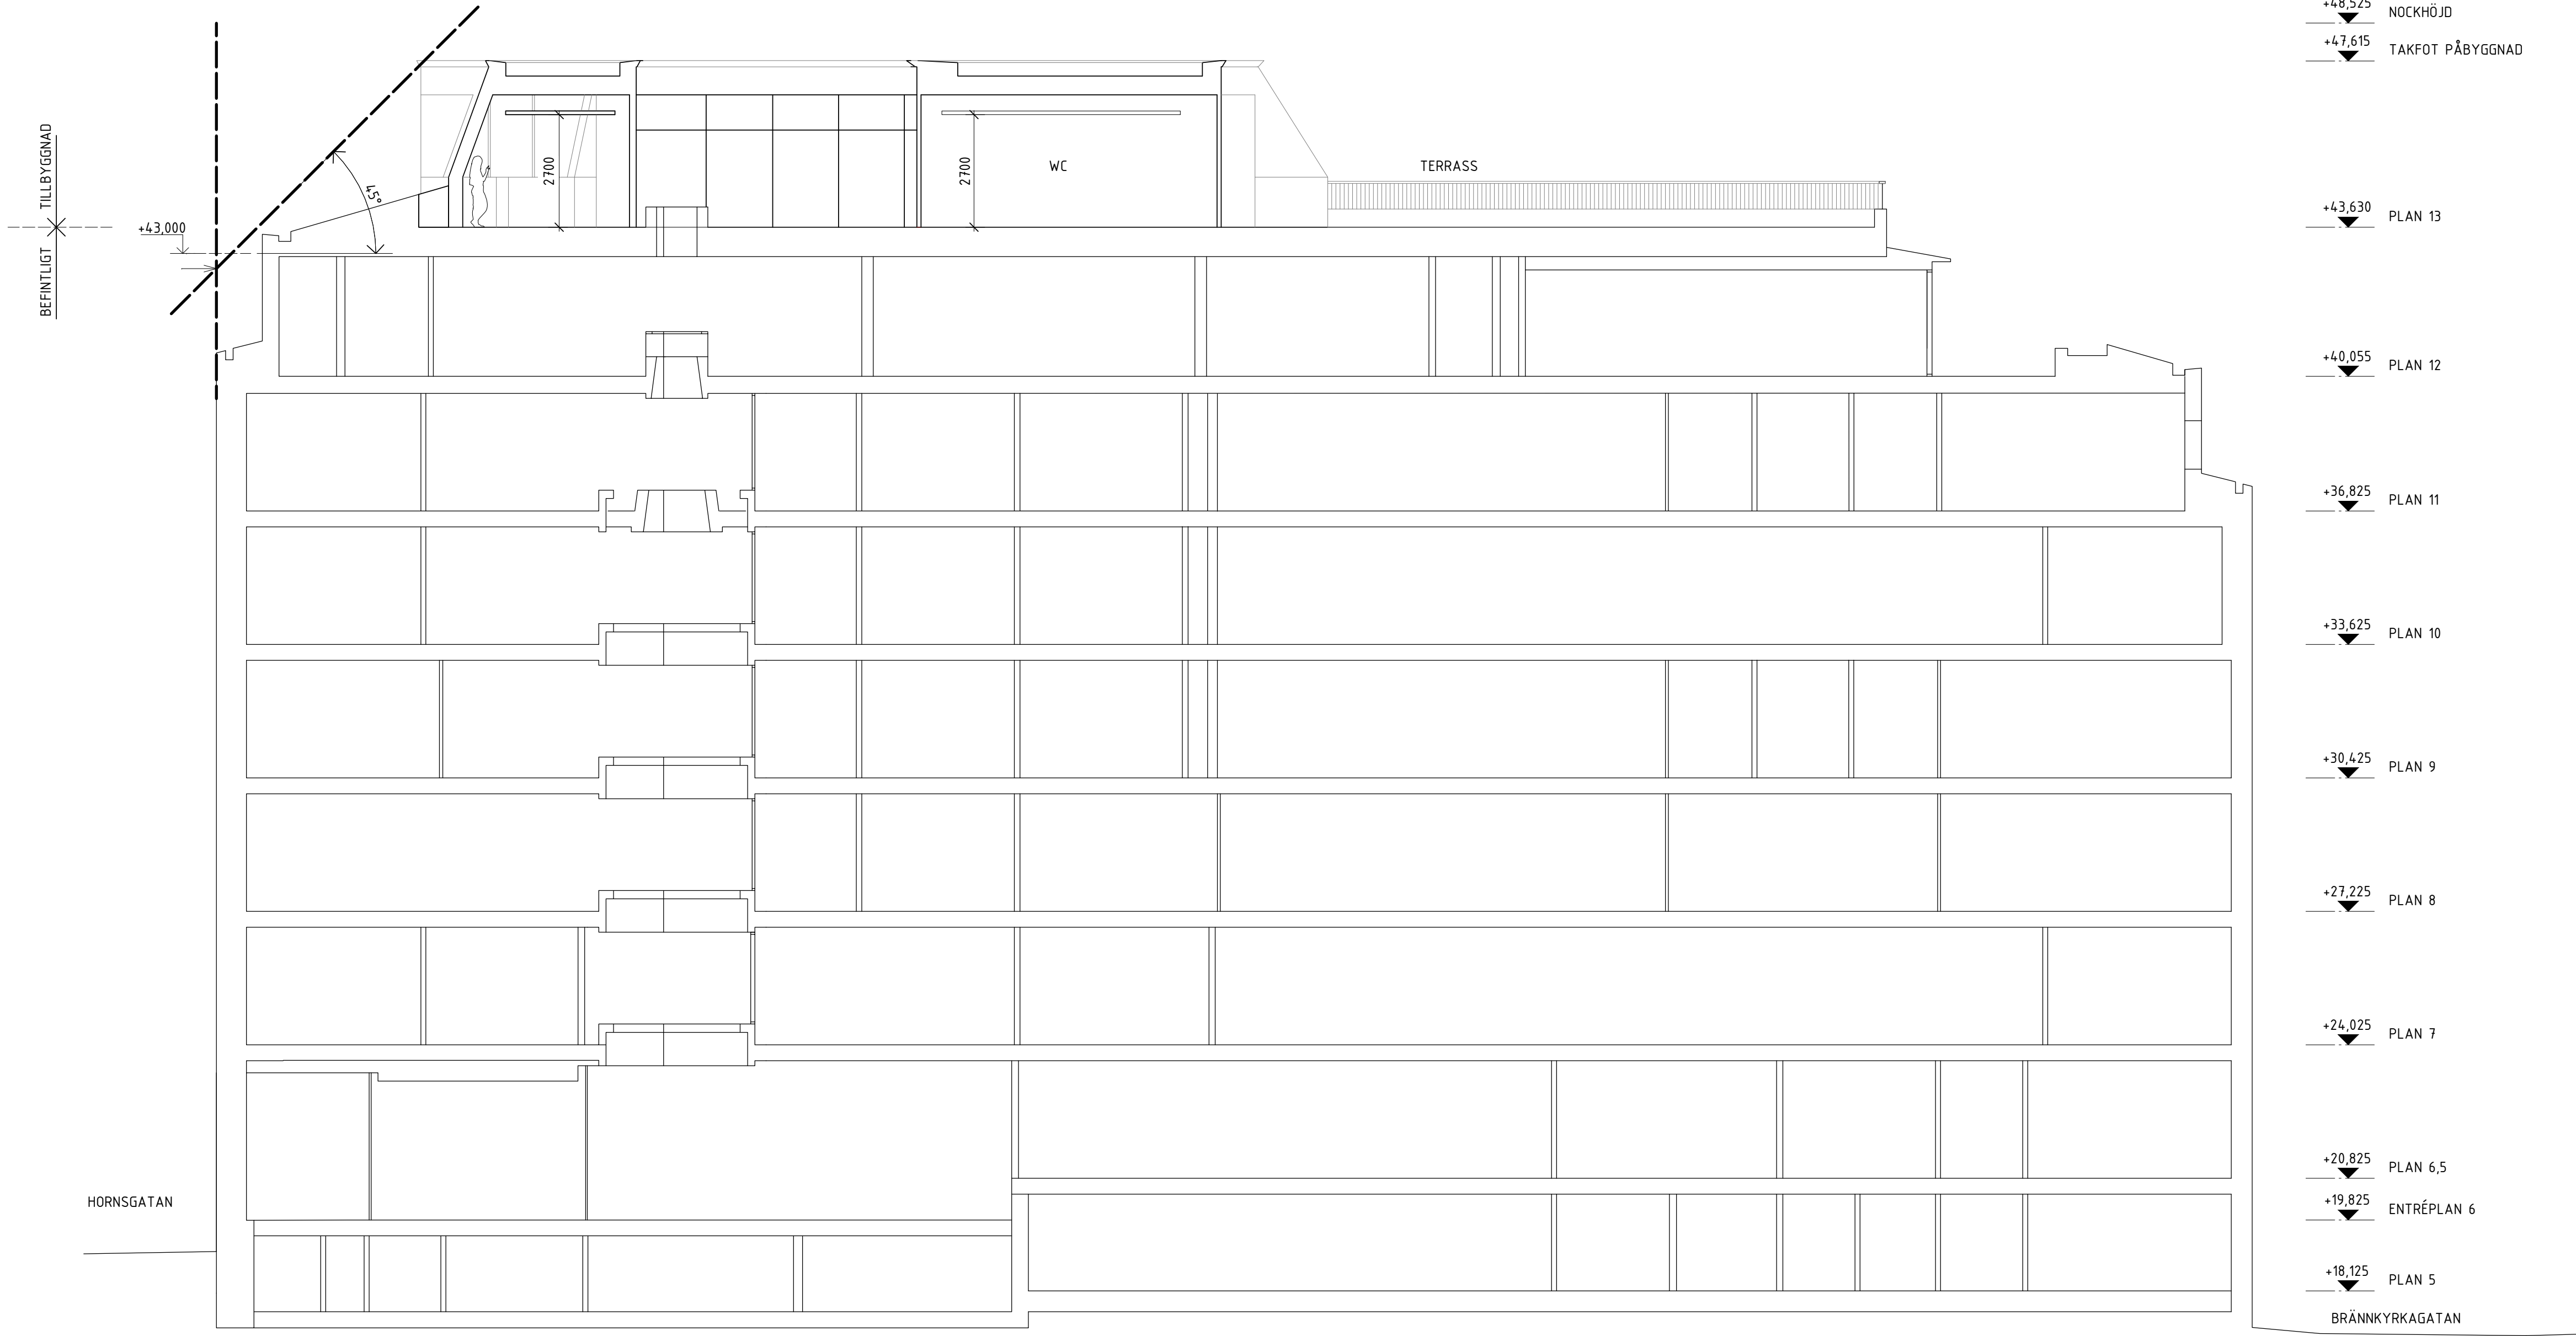 +48,525 NOCKHÖJD
+47,615 TAKFOT PÅBYGGNAD
TILLBYGGNAD
BEFINTLIGT
+43,000
45°
2700
2700
WC
TERRASS
+43,630 PLAN 13
+40,055 PLAN 12
+36,825 PLAN 11
+33,625 PLAN 10
+30,425 PLAN 9
+27,225 PLAN 8
+24,025 PLAN 7
+20,825 PLAN 6,5
HORNSGATAN
+19,825 ENTRÉPLAN 6
+18,125 PLAN 5
BRÄNNKYRKAGATAN